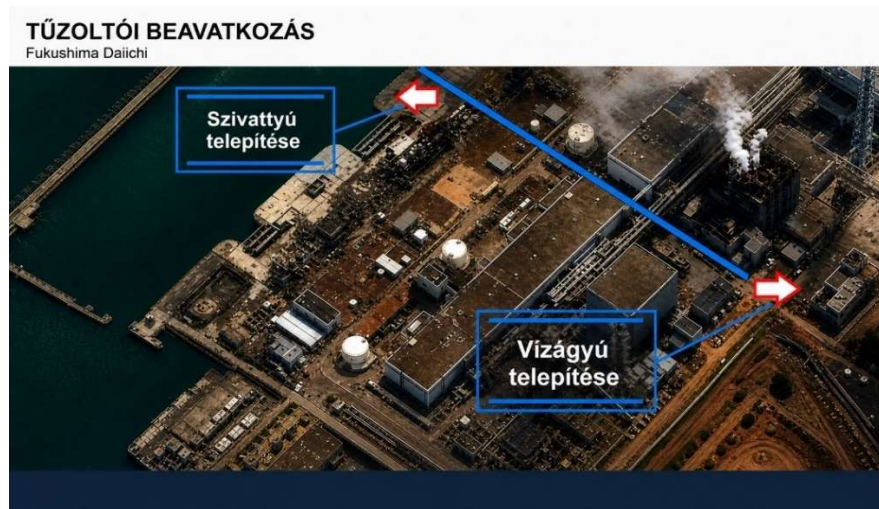 TŰZOLTÓI BEAVATKOZÁS
Fukushima Daiichi
Szivattyú
telepítése
Vízágyú
telepítése